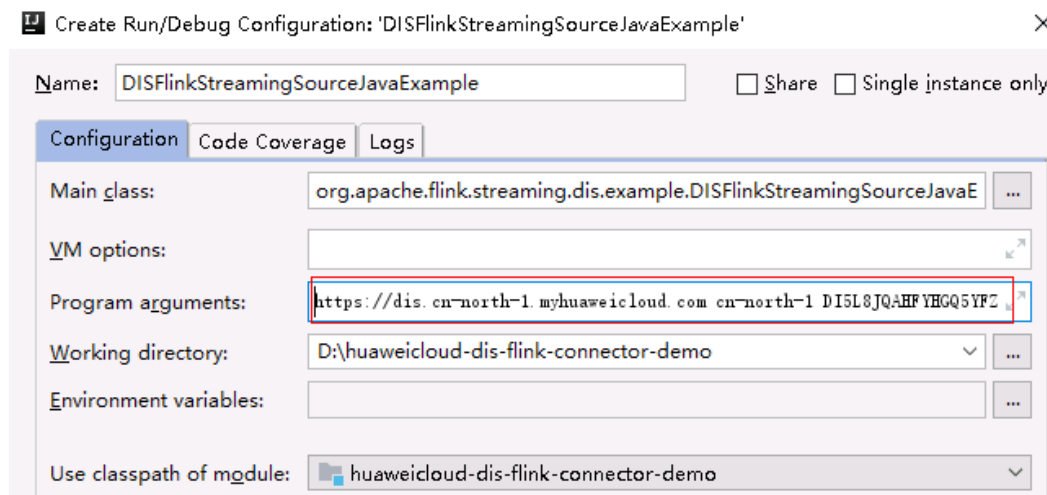 Create Run/Debug Configuration: 'DISFlinkStreamingSourceJavaExample'
Name: DISFlinkStreamingSourceJavaExample Share Single instance only
Configuration Code Coverage Logs
Main class: org.apache.flink.streaming.dis.example.DISFlinkStreamingSourceJavaE ...
VM options:
Program arguments: https://dis.cn-north-1.myhuaweicloud.com cn-north-1 DI5L8JQAHFYHGQ5YFZ
Working directory: D:\huaweicloud-dis-flink-connector-demo ...
Environment variables: ...
Use classpath of module: huaweicloud-dis-flink-connector-demo